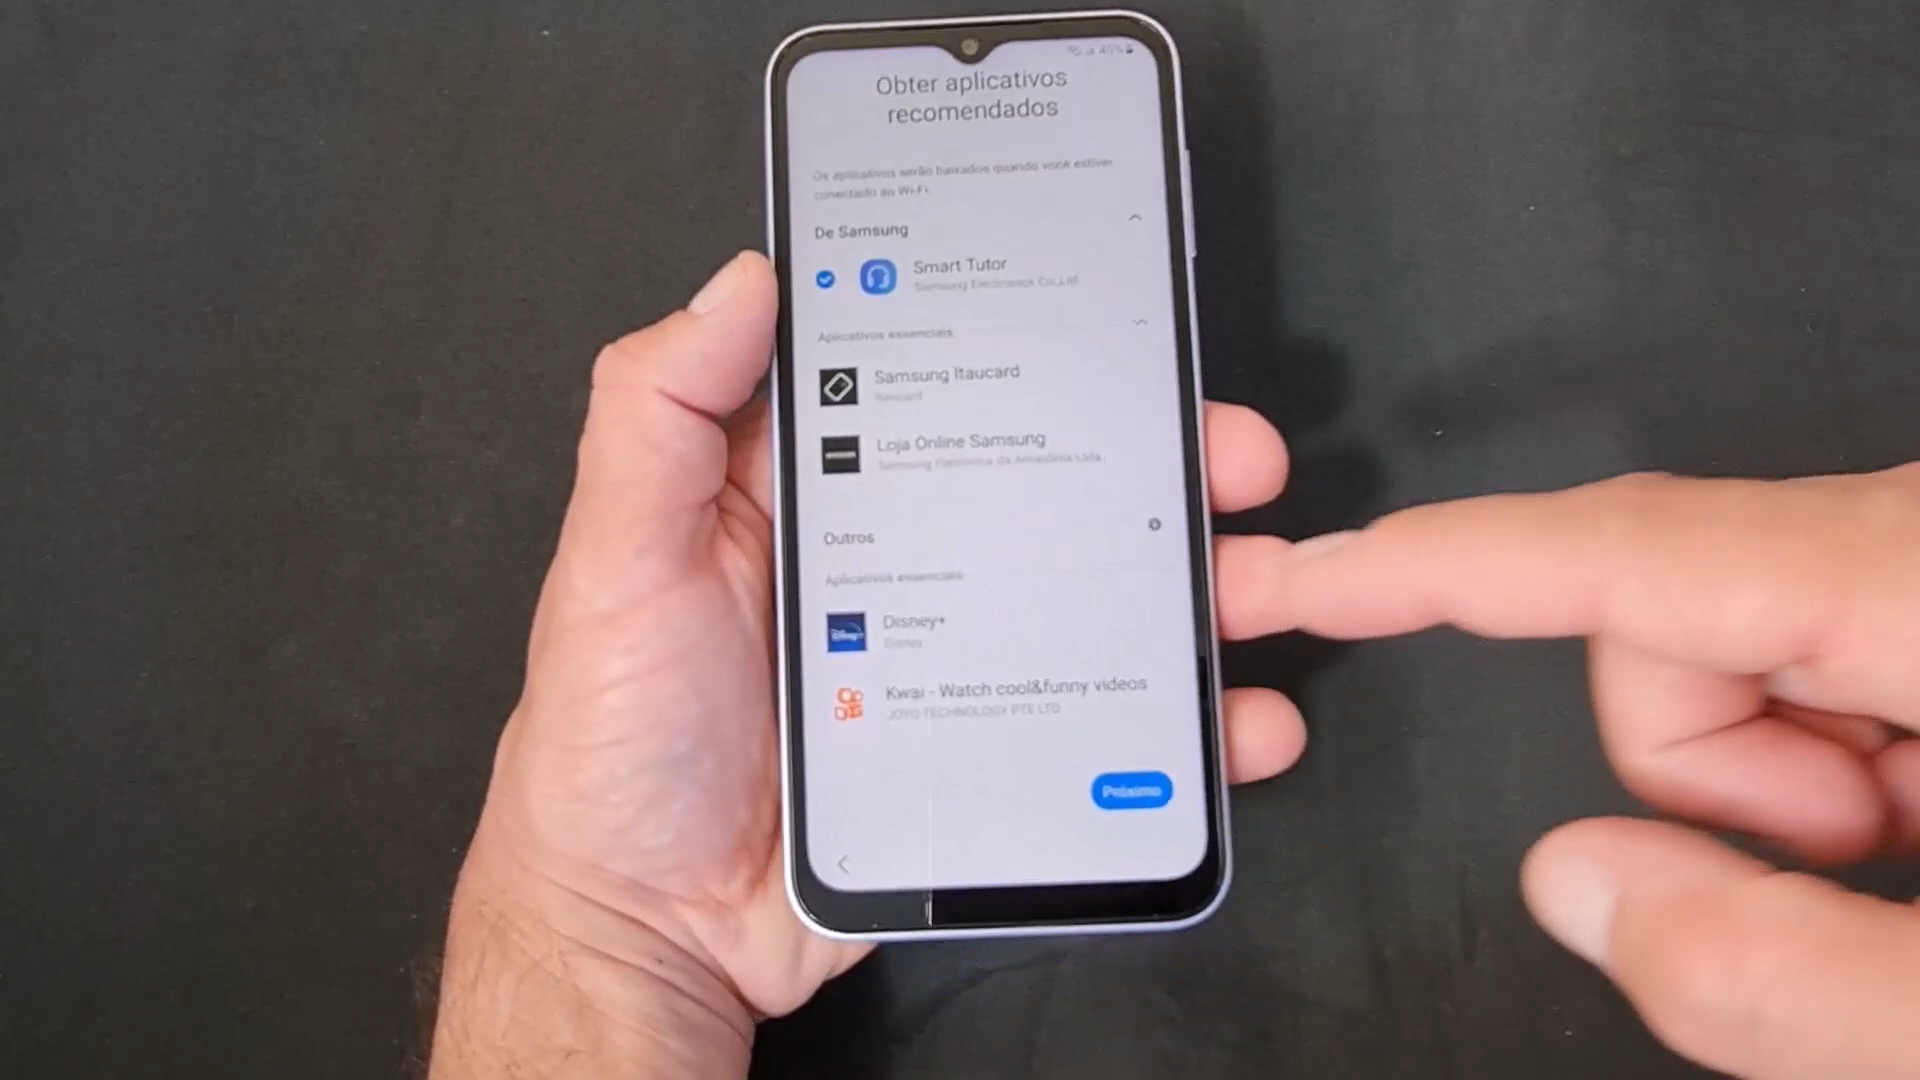 45%
Obter aplicativos
recomendados
Os aplicativos serão baixados quando você estiver
conectado ao Wi-Fi.
De Samsung
Smart Tutor
Samsung Electronics Co.,Ltd.
Aplicativos essenciais
Samsung Itaucard
Itaucard
Loja Online Samsung
Samsung Eletrônica da Amazônia Ltda.
Outros
Aplicativos essenciais
Disney+
Disney+
Disney
Kwai - Watch cool&funny videos
JOYO TECHNOLOGY PTE LTD
Próximo